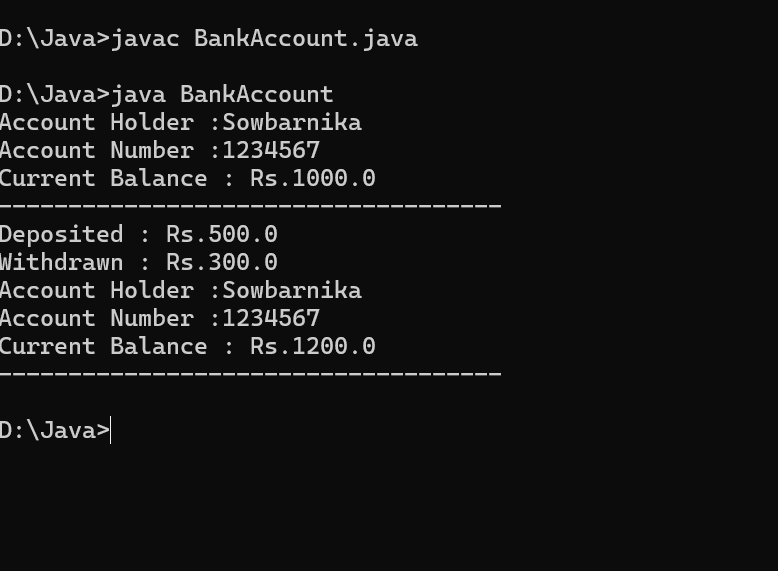 D:\Java>javac BankAccount.java
D:\Java>java BankAccount
Account Holder :Sowbarnika
Account Number :1234567
Current Balance : Rs.1000.0
------------------------------------
Deposited : Rs.500.0
Withdrawn : Rs.300.0
Account Holder :Sowbarnika
Account Number :1234567
Current Balance : Rs.1200.0
------------------------------------
D:\Java>